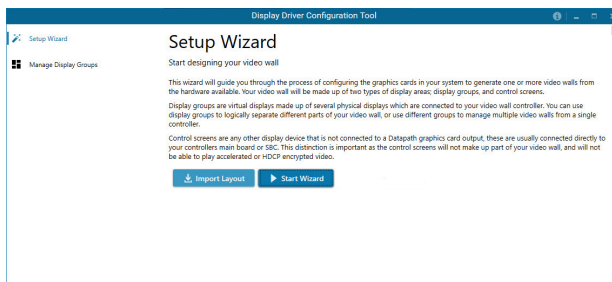 Display Driver Configuration Tool
Setup Wizard
Manage Display Groups
Setup Wizard
Start designing your video wall
This wizard will guide you through the process of configuring the graphics cards in your system to generate one or more video walls from
the hardware available. Your video wall will be made up of two types of display areas; display groups, and control screens.
Display groups are virtual displays made up of several physical displays which are connected to your video wall controller. You can use
display groups to logically separate different parts of your video wall, or use different groups to manage multiple video walls from a single
controller.
Control screens are any other display device that is not connected to a Datapath graphics card output, these are usually connected directly to
your controllers main board or SBC. This distinction is important as the control screens will not make up part of your video wall, and will not
be able to play accelerated or HDCP encrypted video.
Import Layout
Start Wizard